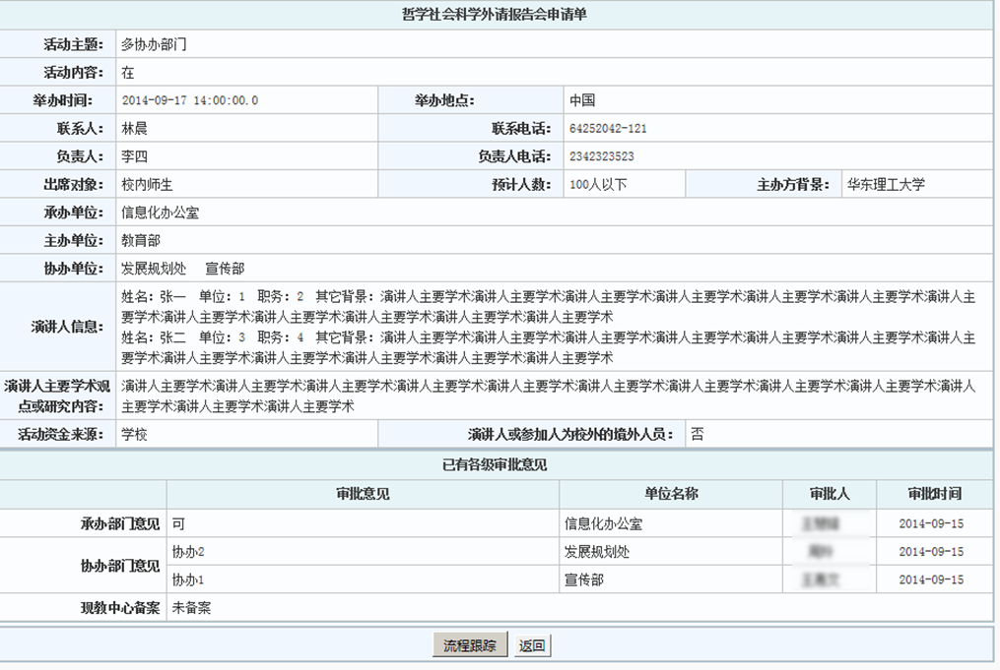 哲学社会科学外请报告会申请单
活动主题： 多协办部门
活动内容： 在
举办时间： 2014-09-17 14:00:00.0 举办地点： 中国
联系人： 林晨 联系电话： 64252042-121
负责人： 李四 负责人电话： 2342323523
出席对象： 校内师生 预计人数： 100人以下 主办方背景： 华东理工大学
承办单位： 信息化办公室
主办单位： 教育部
协办单位： 发展规划处 宣传部
演讲人信息：
姓名：张一 单位：1 职务：2 其它背景：演讲人主要学术演讲人主要学术演讲人主要学术演讲人主要学术演讲人主要学术演讲人主要学术演讲人主
要学术演讲人主要学术演讲人主要学术演讲人主要学术演讲人主要学术演讲人主要学术
姓名：张二 单位：3 职务：4 其它背景：演讲人主要学术演讲人主要学术演讲人主要学术演讲人主要学术演讲人主要学术演讲人主要学术演讲人主
要学术演讲人主要学术演讲人主要学术演讲人主要学术演讲人主要学术演讲人主要学术
演讲人主要学术观
点或研究内容：
演讲人主要学术演讲人主要学术演讲人主要学术演讲人主要学术演讲人主要学术演讲人主要学术演讲人主要学术演讲人主要学术演讲人主要学术演讲人
主要学术演讲人主要学术演讲人主要学术
活动资金来源： 学校 演讲人或参加人为校外的境外人员： 否
已有各级审批意见
审批意见 单位名称 审批人 审批时间
承办部门意见 可 信息化办公室 2014-09-15
协办部门意见
协办2 发展规划处 2014-09-15
协办1 宣传部 2014-09-15
现教中心备案 未备案
流程跟踪 返回